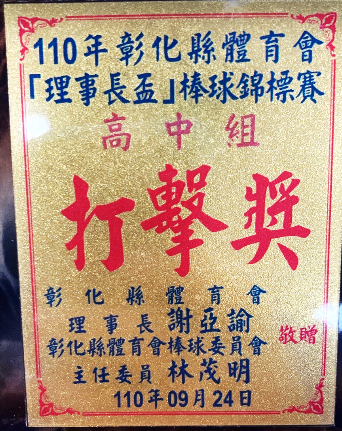 110年彰化縣體育會
「理事長盃」棒球錦標賽
高中組
打擊獎
彰化縣體育會
理事長謝亞諭
彰化縣體育會棒球委員會
主任委員林茂明
敬贈
110年09月24日